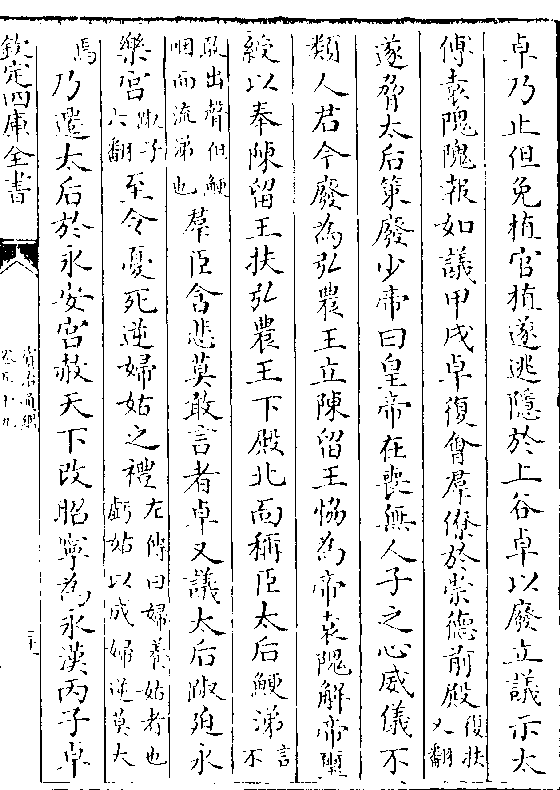 卓乃止但免植官植遂逃隱於上谷卓以廢立議示太
傅袁隗隗報如議甲戌卓復會羣僚於崇德前殿復扶又翻
遂脅太后策廢少帝曰皇帝在喪無人子之心威儀不
類人君今廢為弘農王立陳留王恊為帝袁隗解帝璽
綬以奉陳留王扶弘農王下殿北面稱臣太后鯁涕言不
敢出聲但鯁咽而流涕也羣臣含悲莫敢言者卓又議太后踧迫永
樂宮踧子六翻至令憂死逆婦姑之禮左傳曰婦養姑者也虧姑以成婦逆莫大
焉乃遷太后於永安宮赦天下改昭寧為永漢丙子卓
欽定四庫全書
資治通鑑
卷五十九